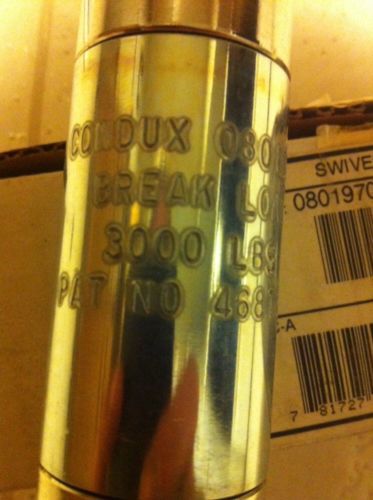 CONDUX 080
BREAK LO
3000 LBS
PAT NO 468
SWIVE
0801970
-A
7 81727